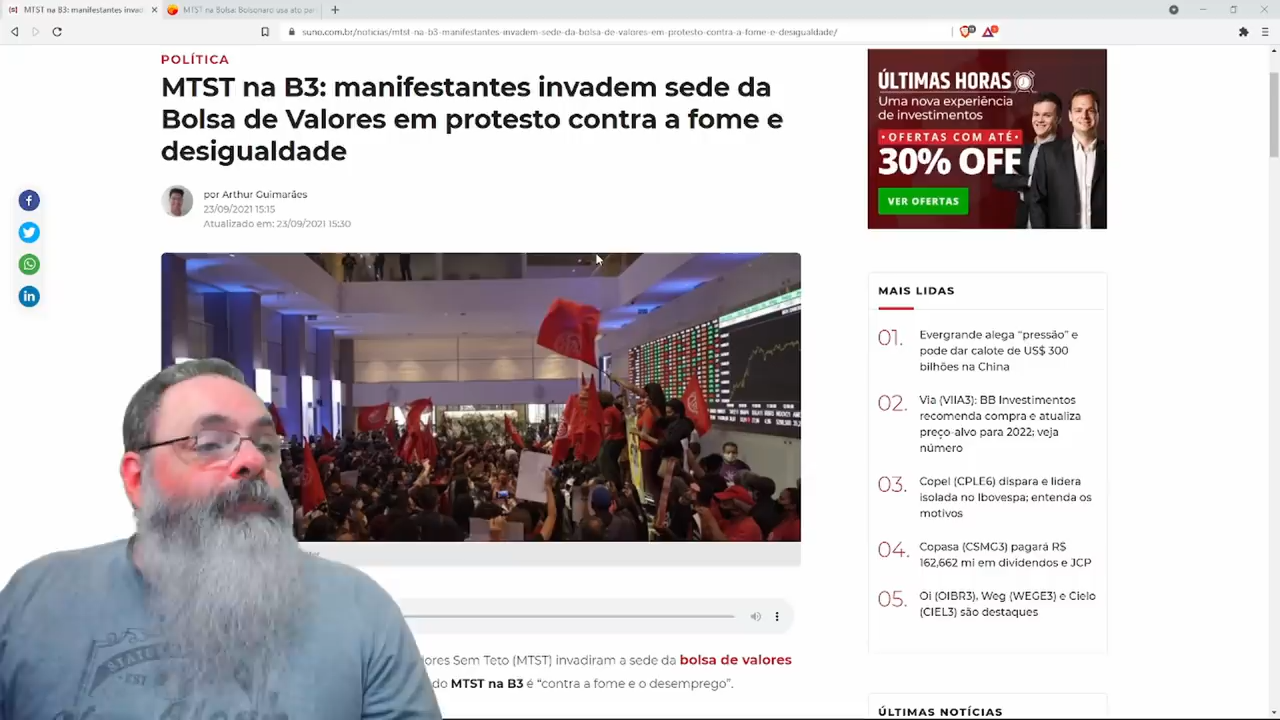 MTST na B3: manifestantes invad
MTST na Bolsa: Bolsonaro usa ato par
suno.com.br/noticias/mtst-na-b3-manifestantes-invadem-sede-da-bolsa-de-valores-em-protesto-contra-a-fome-e-desigualdade/
POLÍTICA
MTST na B3: manifestantes invadem sede da
Bolsa de Valores em protesto contra a fome e
desigualdade
por Arthur Guimarães
23/09/2021 15:15
Atualizado em: 23/09/2021 15:30
ores Sem Teto (MTST) invadiram a sede da bolsa de valores
do MTST na B3 é “contra a fome e o desemprego”.
ÚLTIMAS HORAS
Uma nova experiência
de investimentos
• OFERTAS COM ATÉ •
30% OFF
VER OFERTAS
MAIS LIDAS
01. Evergrande alega “pressão” e
pode dar calote de US$ 300
bilhões na China
02. Via (VIIA3): BB Investimentos
recomenda compra e atualiza
preço-alvo para 2022; veja
número
03. Copel (CPLE6) dispara e lidera
isolada no Ibovespa; entenda os
motivos
04. Copasa (CSMG3) pagará R$
162,662 mi em dividendos e JCP
05. Oi (OIBR3), Weg (WEGE3) e Cielo
(CIEL3) são destaques
ÚLTIMAS NOTÍCIAS